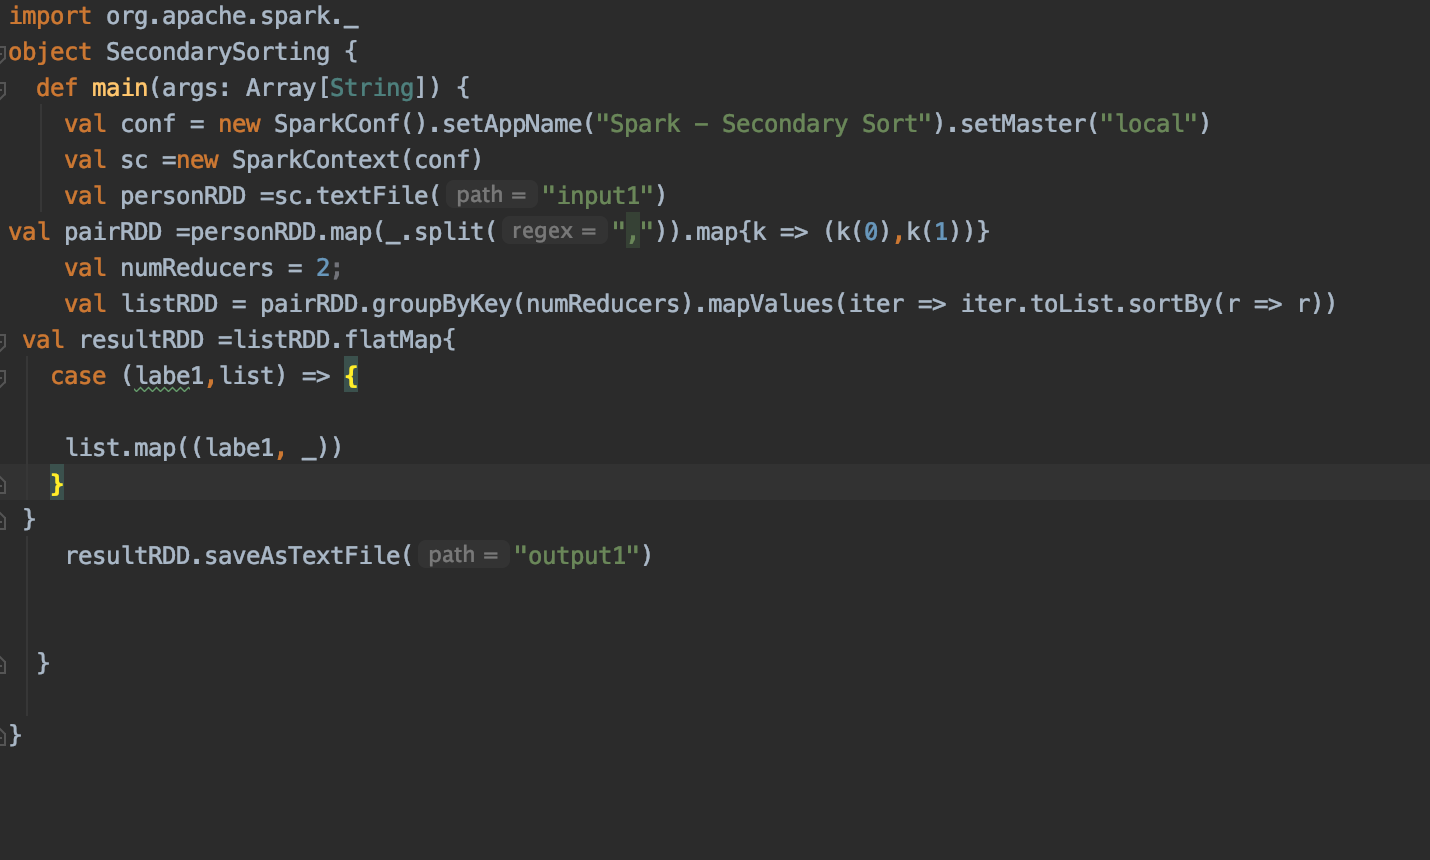 import org.apache.spark._
object SecondarySorting {
def main(args: Array[String]) {
val conf = new SparkConf().setAppName("Spark – Secondary Sort").setMaster("local")
val sc =new SparkContext(conf)
val personRDD =sc.textFile( path = "input1")
val pairRDD =personRDD.map(_.split( regex = ",")).map{k => (k(0),k(1))}
val numReducers = 2;
val listRDD = pairRDD.groupByKey(numReducers).mapValues(iter => iter.toList.sortBy(r => r))
val resultRDD =listRDD.flatMap{
case (labe1,list) => {
list.map((labe1, _))
}
}
resultRDD.saveAsTextFile( path = "output1")
}
}